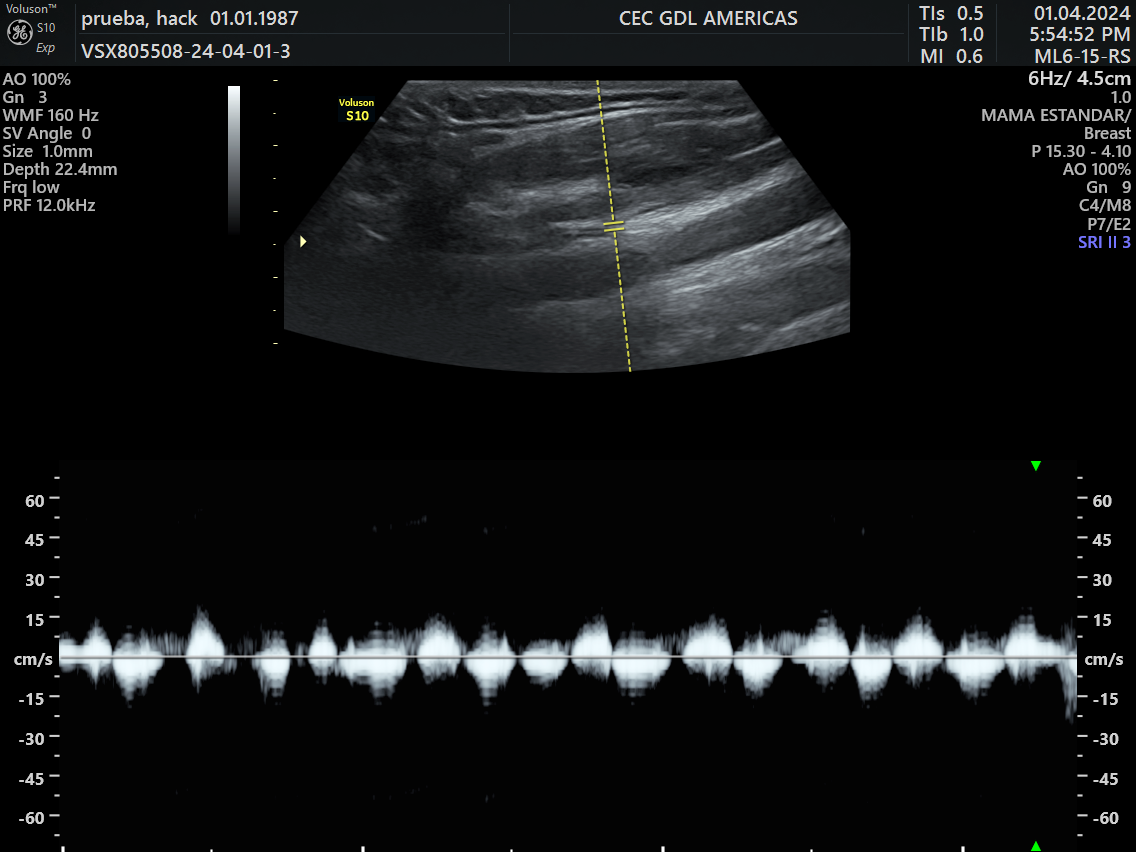 Voluson™
S10
Exp
prueba, hack 01.01.1987
VSX805508-24-04-01-3
CEC GDL AMERICAS
TIs 0.5
TIb 1.0
MI 0.6
01.04.2024
5:54:52 PM
ML6-15-RS
AO 100%
Gn 3
WMF 160 Hz
SV Angle 0
Size 1.0mm
Depth 22.4mm
Frq low
PRF 12.0kHz
Voluson
S10
6Hz/ 4.5cm
1.0
MAMA ESTANDAR/
Breast
P 15.30 - 4.10
AO 100%
Gn 9
C4/M8
P7/E2
SRI II 3
60
45
30
15
cm/s
-15
-30
-45
-60
60
45
30
15
cm/s
-15
-30
-45
-60